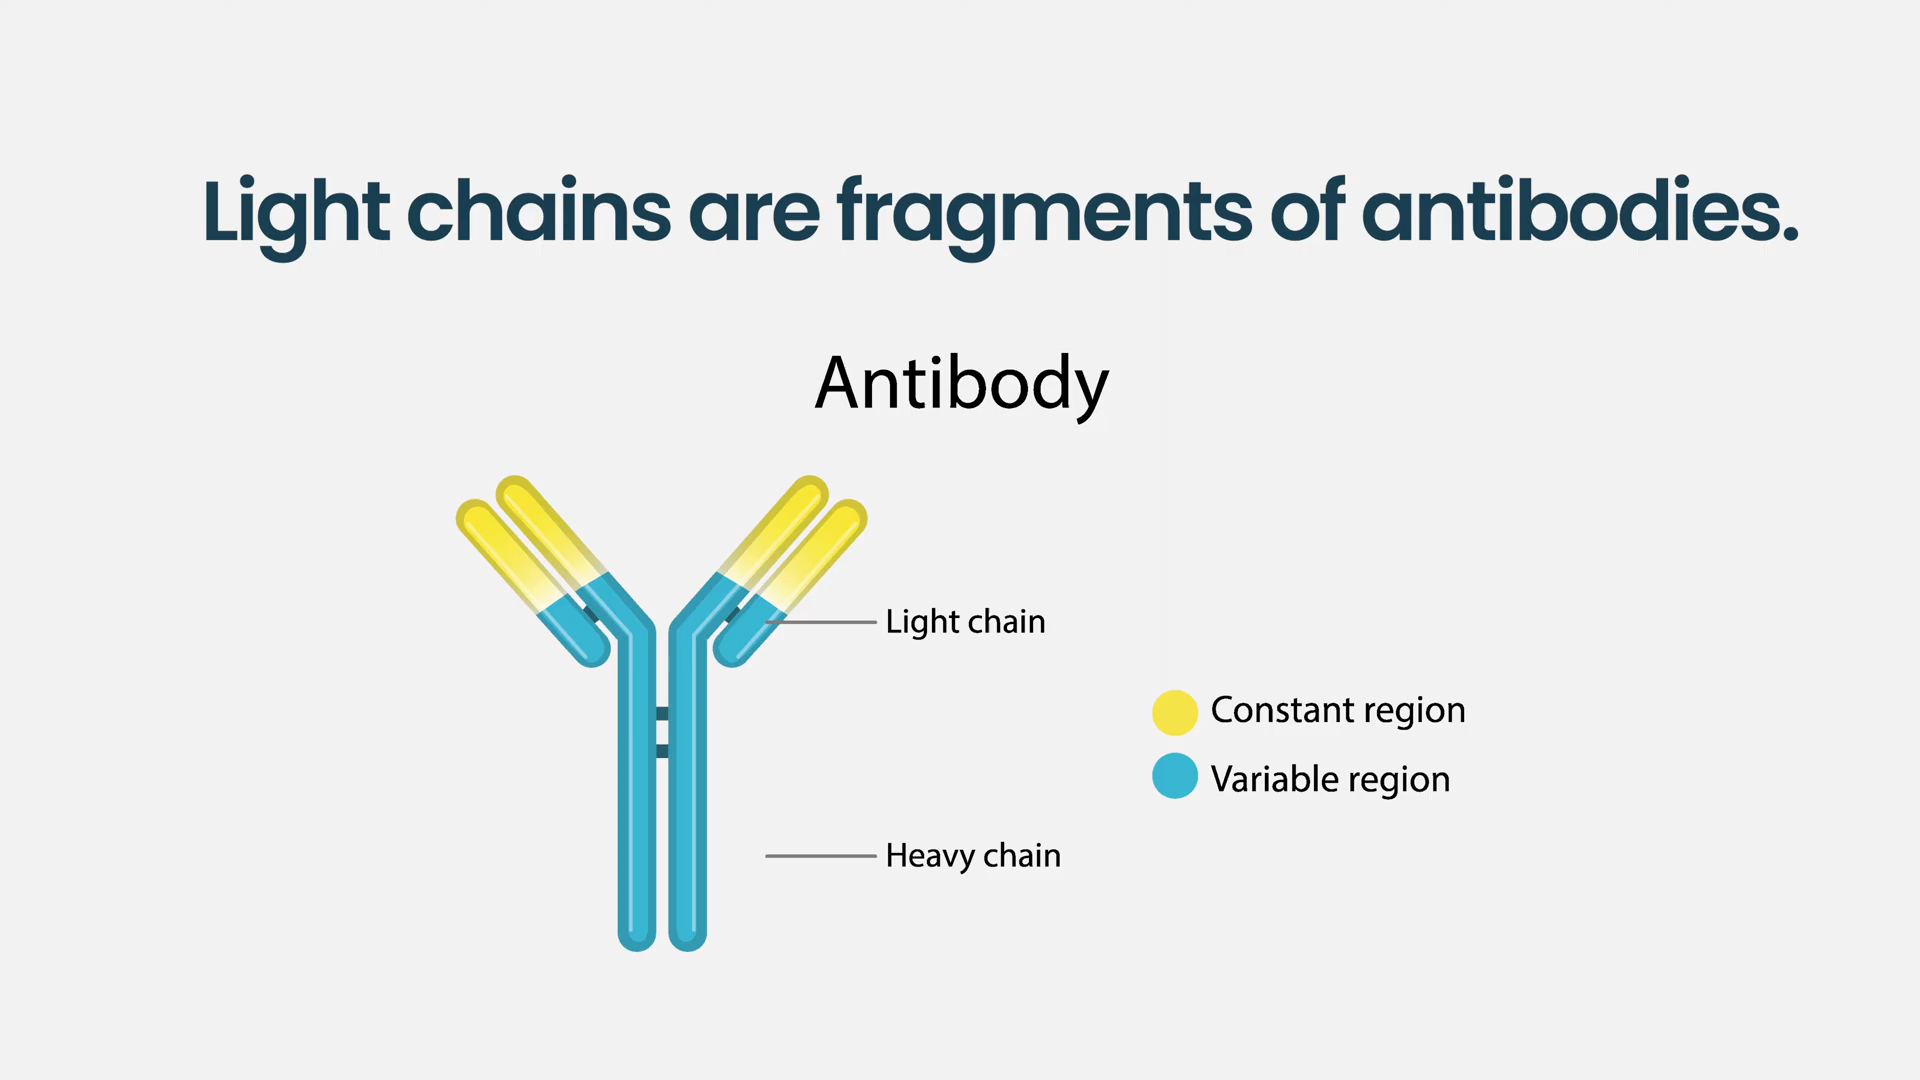 Light chains are fragments of antibodies.
Antibody
Light chain
Constant region
Variable region
Heavy chain